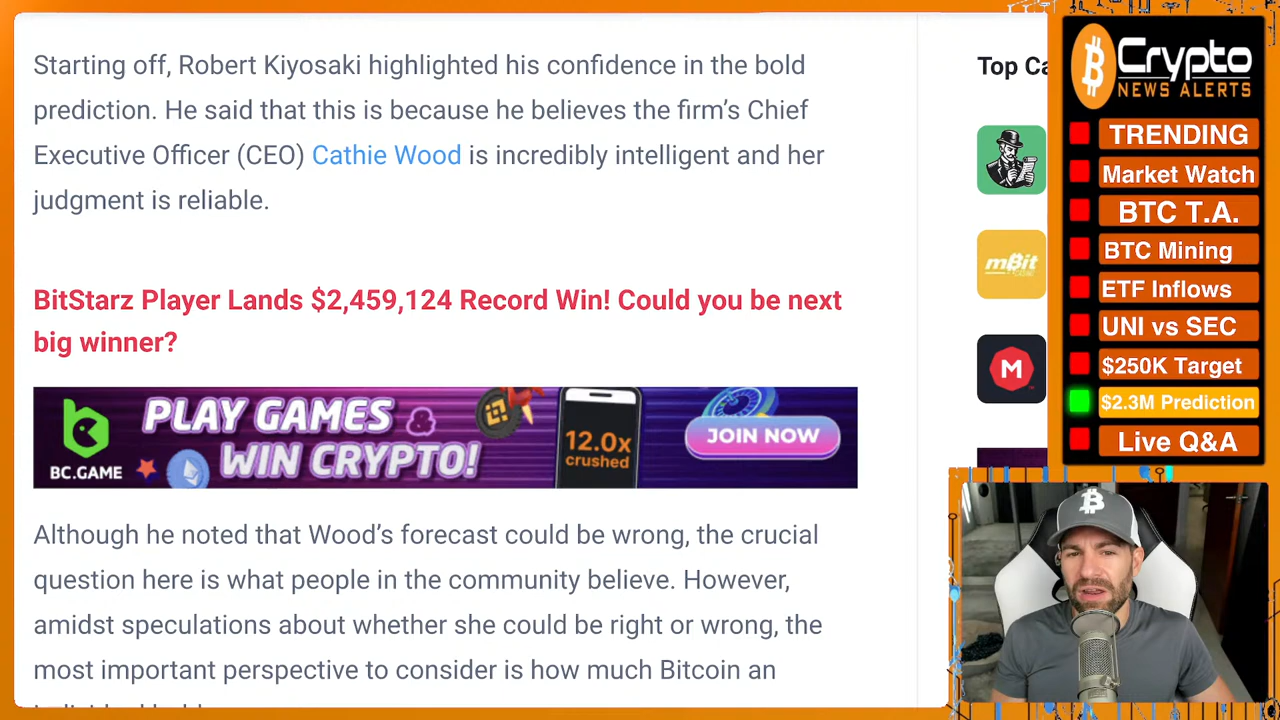 Starting off, Robert Kiyosaki highlighted his confidence in the bold
prediction. He said that this is because he believes the firm's Chief
Executive Officer (CEO) Cathie Wood is incredibly intelligent and her
judgment is reliable.
BitStarz Player Lands $2,459,124 Record Win! Could you be next
big winner?
BC.GAME
PLAY GAMES &
WIN CRYPTO!
12.0x
crushed
JOIN NOW
Although he noted that Wood's forecast could be wrong, the crucial
question here is what people in the community believe. However,
amidst speculations about whether she could be right or wrong, the
most important perspective to consider is how much Bitcoin an
Top Ca
mBit
M
Crypto
NEWS ALERTS
TRENDING
Market Watch
BTC T.A.
BTC Mining
ETF Inflows
UNI vs SEC
$250K Target
$2.3M Prediction
Live Q&A